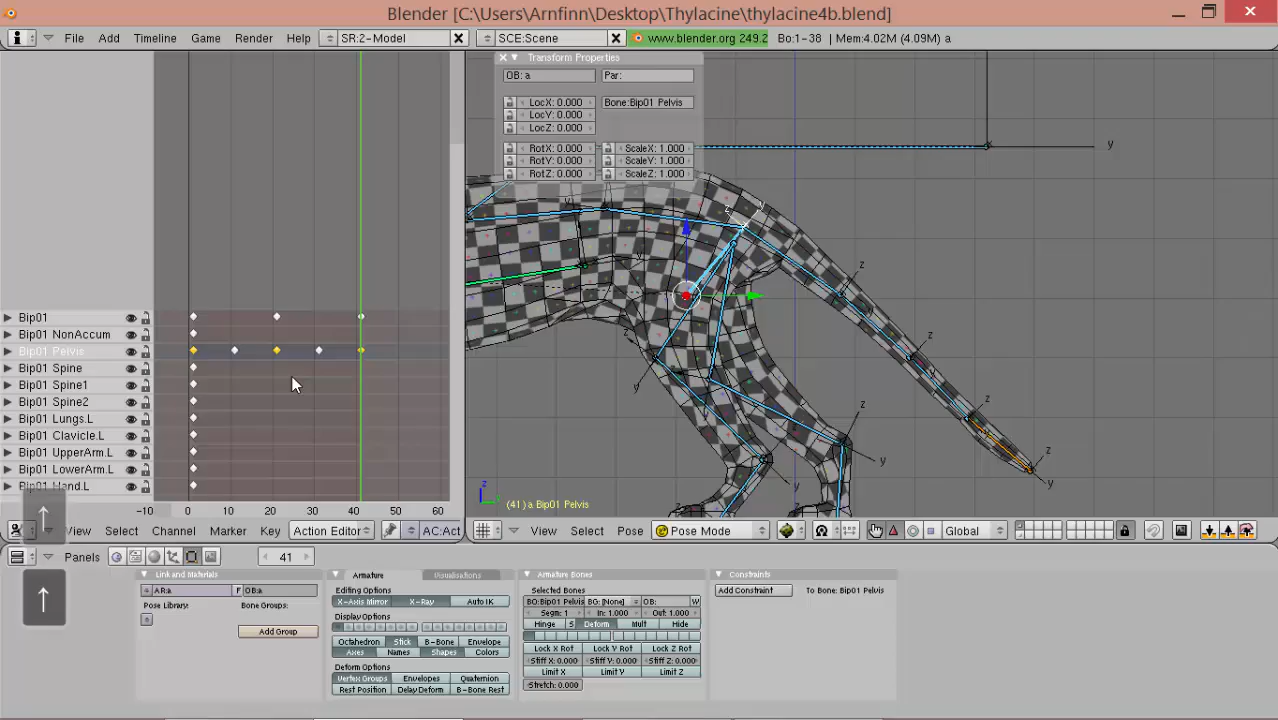 Blender [C:\Users\Arnfinn\Desktop\Thylacine\thylacine4b.blend]
File Add Timeline Game Render Help SR:2-Model SCE:Scene www.blender.org 249.2 Bo:1-38 | Mem:4.02M (4.09M) a
Transform Properties
OB: a Par:
LocX: 0.000 Bone:Bip01 Pelvis
LocY: 0.000
LocZ: 0.000
RotX: 0.000 ScaleX: 1.000
RotY: 0.000 ScaleY: 1.000
RotZ: 0.000 ScaleZ: 1.000
Bip01
Bip01 NonAccum
Bip01 Pelvis
Bip01 Spine
Bip01 Spine1
Bip01 Spine2
Bip01 Lungs.L
Bip01 Clavicle.L
Bip01 UpperArm.L
Bip01 LowerArm.L
Bip01 Hand.L
-10 0 10 20 30 40 50 60
(41) a Bip01 Pelvis
View Select Channel Marker Key Action Editor AC:Act
View Select Pose Pose Mode Global
Panels 41
Link and Materials
AR:a F OB:a
Pose Library: Bone Groups:
Add Group
Armature Visualisations
Editing Options
X-Axis Mirror X-Ray Auto IK
Display Options
Octahedron Stick B-Bone Envelope
Axes Names Shapes Colors
Deform Options
Vertex Groups Envelopes Quaternion
Rest Position Delay Deform B-Bone Rest
Armature Bones
Selected Bones
BO:Bip01 Pelvis BG: [None] OB: W
Segm: 1 In: 1.000 Out: 1.000
Hinge S Deform Mult Hide
Lock X Rot Lock Y Rot Lock Z Rot
Stiff X: 0.000 Stiff Y: 0.000 Stiff Z: 0.000
Limit X Limit Y Limit Z
Stretch: 0.000
Constraints
Add Constraint To Bone: Bip01 Pelvis